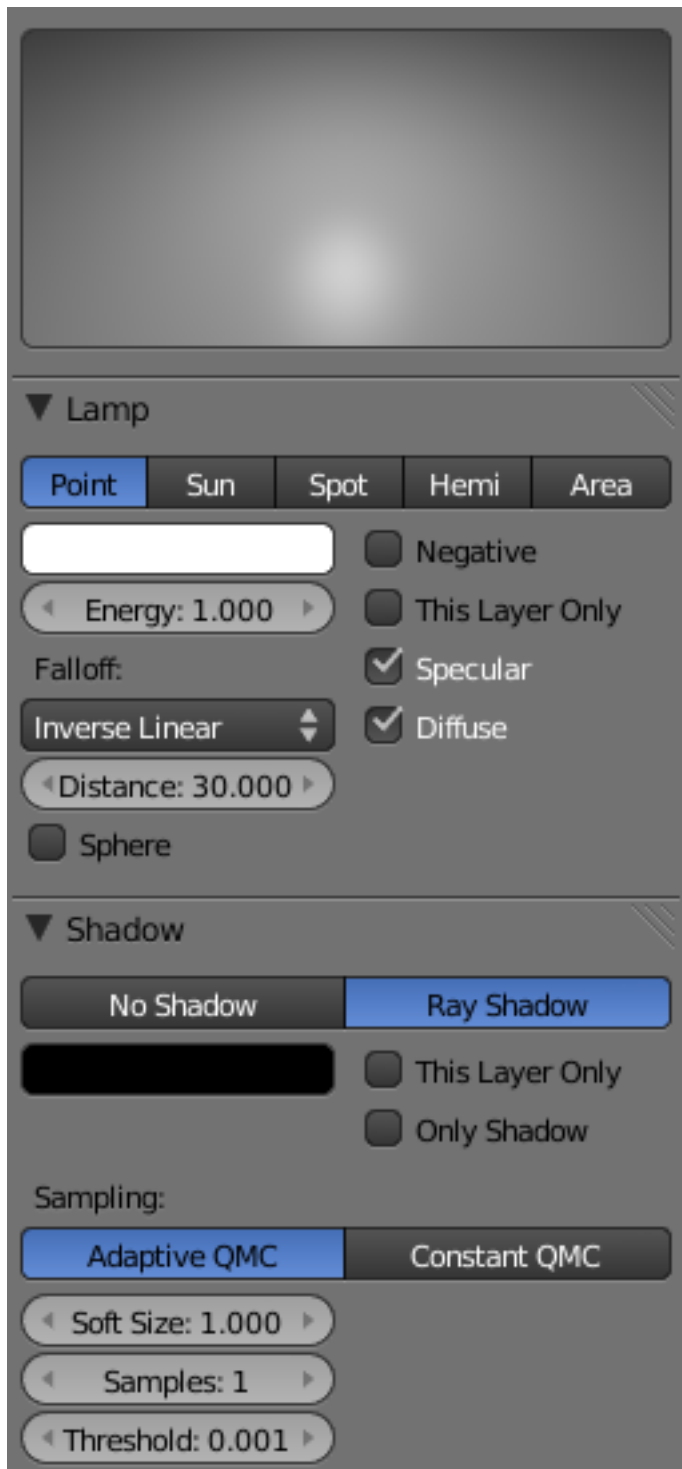 Lamp
Point Sun Spot Hemi Area
Negative
Energy: 1.000 This Layer Only
Falloff: Specular
Inverse Linear Diffuse
Distance: 30.000
Sphere
Shadow
No Shadow Ray Shadow
This Layer Only
Only Shadow
Sampling:
Adaptive QMC Constant QMC
Soft Size: 1.000
Samples: 1
Threshold: 0.001